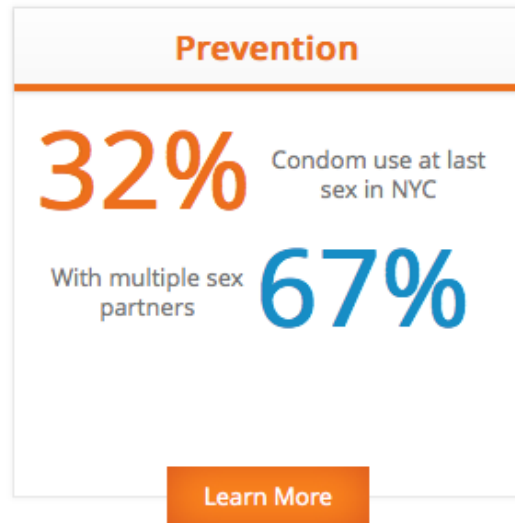 Prevention
32%
Condom use at last
sex in NYC
With multiple sex
partners
67%
Learn More